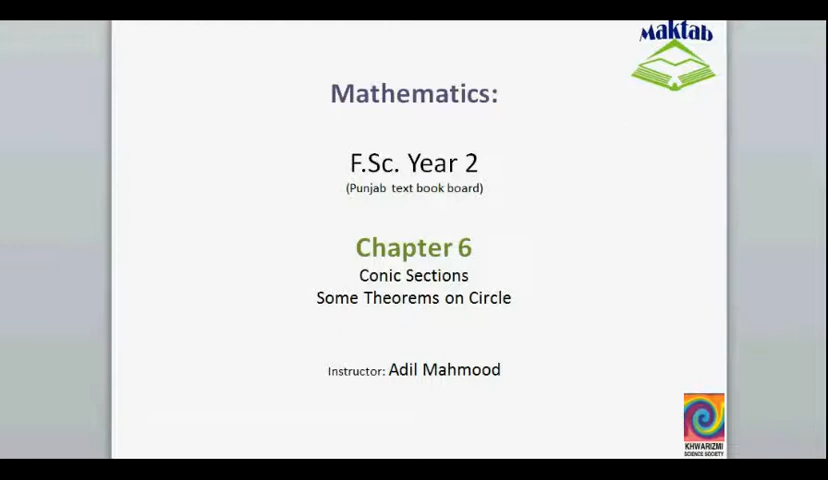 Maktab
Mathematics:
F.Sc. Year 2
(Punjab text book board)
Chapter 6
Conic Sections
Some Theorems on Circle
Instructor: Adil Mahmood
KHWARIZMI
SCIENCE SOCIETY